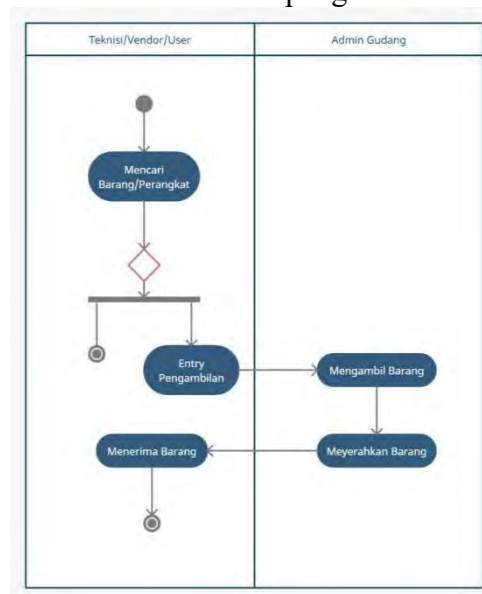 Teknisi/Vendor/User
Admin Gudang
Mencari
Barang/Perangkat
Entry
Pengambilan
Mengambil Barang
Menerima Barang
Meyerahkan Barang